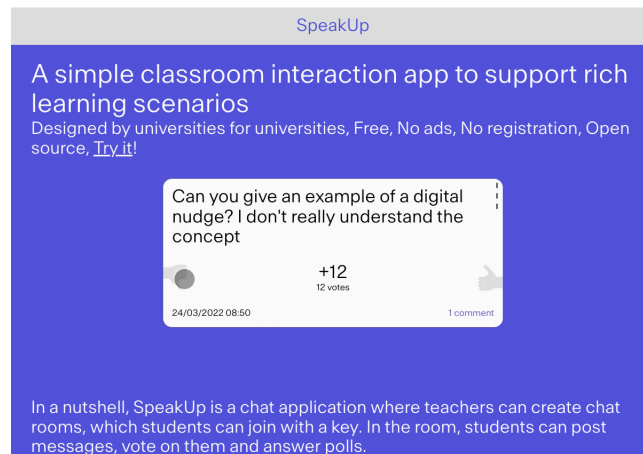 SpeakUp
A simple classroom interaction app to support rich
learning scenarios
Designed by universities for universities, Free, No ads, No registration, Open
source, Try it!
Can you give an example of a digital
nudge? I don't really understand the
concept
+12
12 votes
24/03/2022 08:50
1 comment
In a nutshell, SpeakUp is a chat application where teachers can create chat
rooms, which students can join with a key. In the room, students can post
messages, vote on them and answer polls.